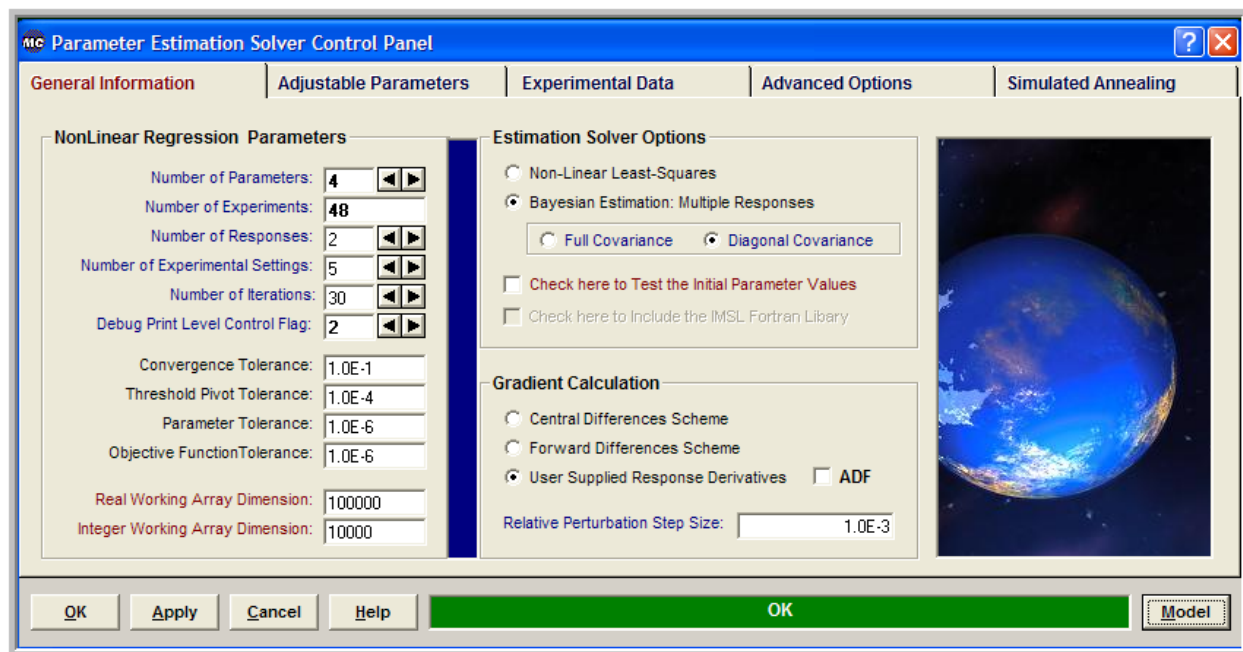 MC Parameter Estimation Solver Control Panel
General Information
Adjustable Parameters
Experimental Data
Advanced Options
Simulated Annealing
NonLinear Regression Parameters
Number of Parameters: 4
Number of Experiments: 48
Number of Responses: 2
Number of Experimental Settings: 5
Number of Iterations: 30
Debug Print Level Control Flag: 2
Convergence Tolerance: 1.0E-1
Threshold Pivot Tolerance: 1.0E-4
Parameter Tolerance: 1.0E-6
Objective FunctionTolerance: 1.0E-6
Real Working Array Dimension: 100000
Integer Working Array Dimension: 10000
Estimation Solver Options
Non-Linear Least-Squares
Bayesian Estimation: Multiple Responses
Full Covariance
Diagonal Covariance
Check here to Test the Initial Parameter Values
Check here to Include the IMSL Fortran Libary
Gradient Calculation
Central Differences Scheme
Forward Differences Scheme
User Supplied Response Derivatives
ADF
Relative Perturbation Step Size: 1.0E-3
OK
Apply
Cancel
Help
OK
Model